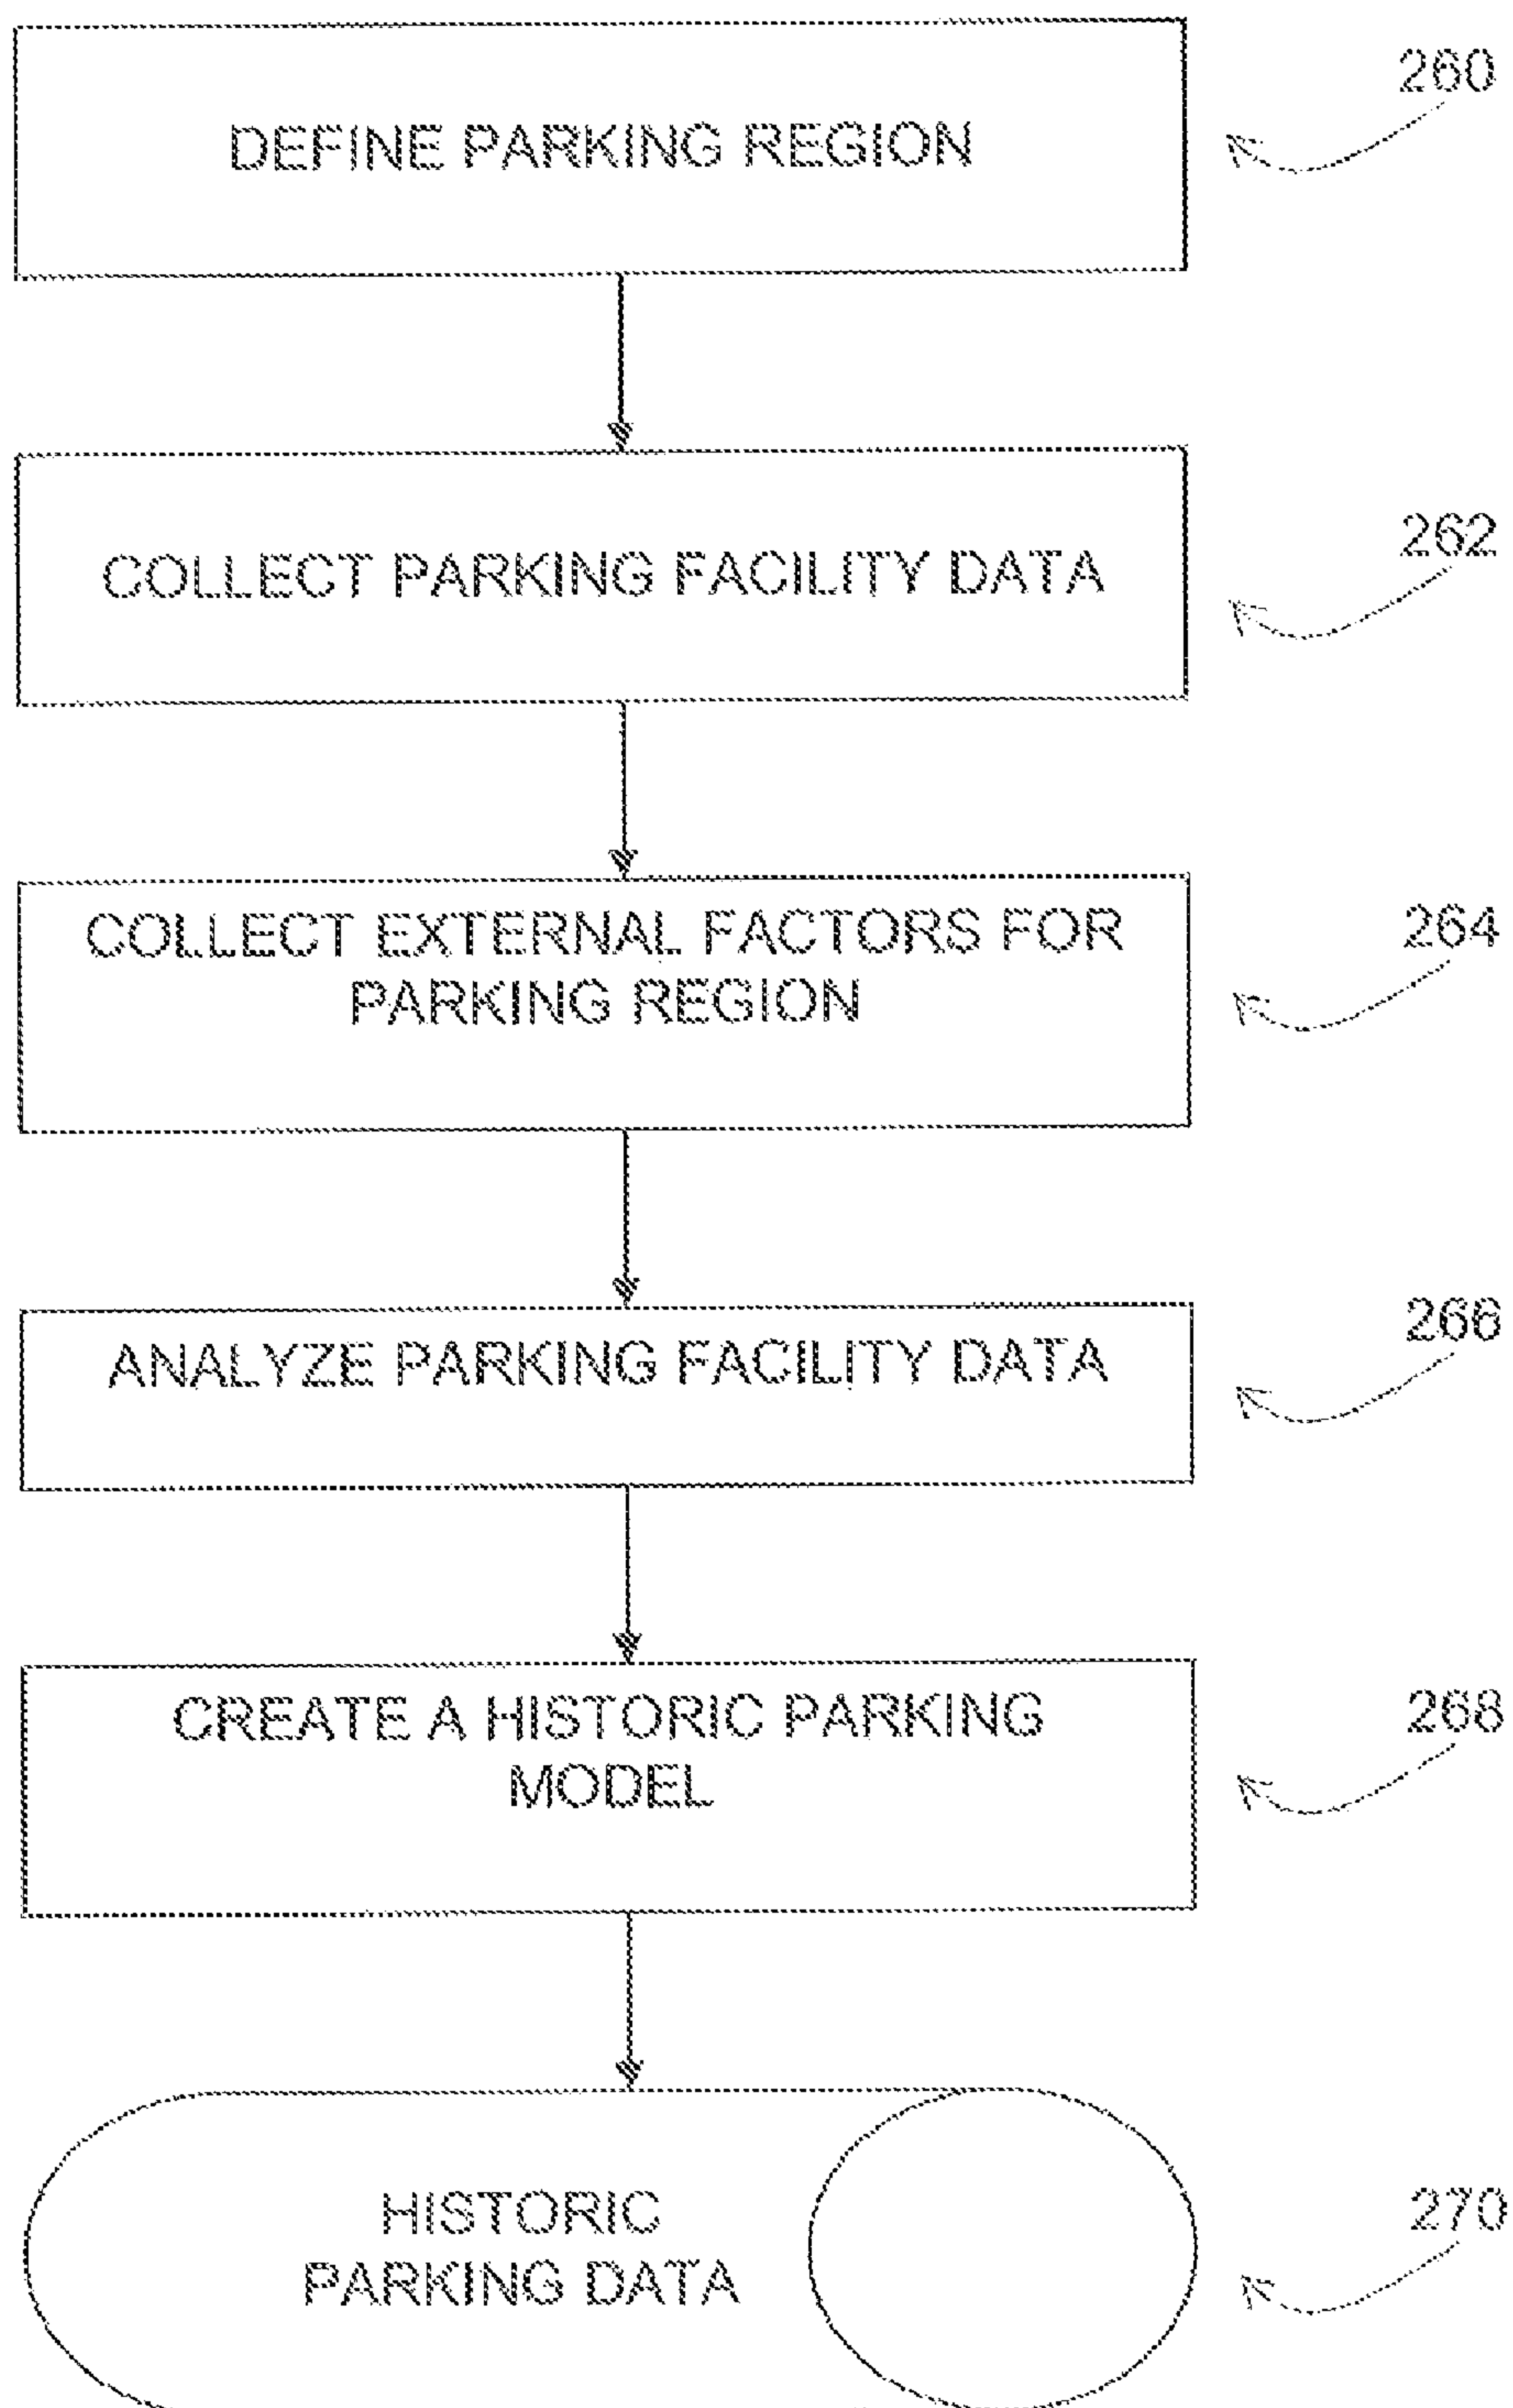 DEFINE PARKING REGION
260
COLLECT PARKING FACILITY DATA
262
COLLECT EXTERNAL FACTORS FOR
PARKING REGION
264
ANALYZE PARKING FACILITY DATA
266
CREATE A HISTORIC PARKING
MODEL
268
HISTORIC
PARKING DATA
270